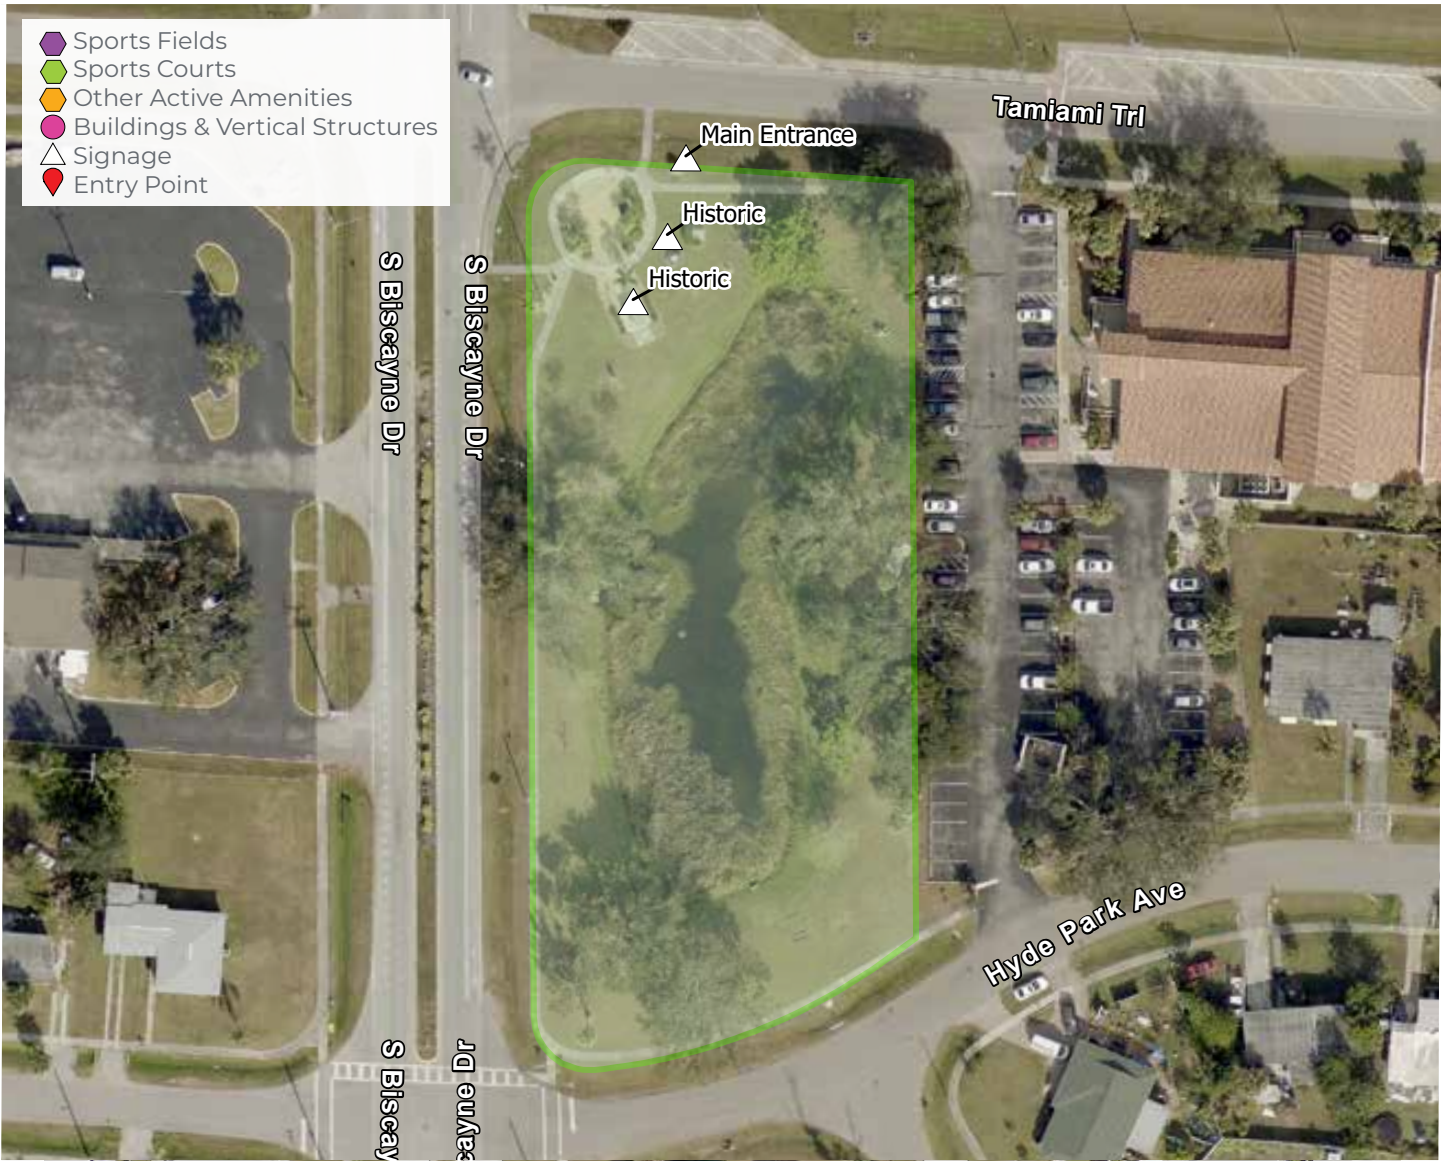 Sports Fields
Sports Courts
Other Active Amenities
Buildings & Vertical Structures
Signage
Entry Point
Tamiami Trl
Main Entrance
Historic
Historic
S Biscayne Dr
S Biscayne Dr
Hyde Park Ave
S Biscay
cayne Dr